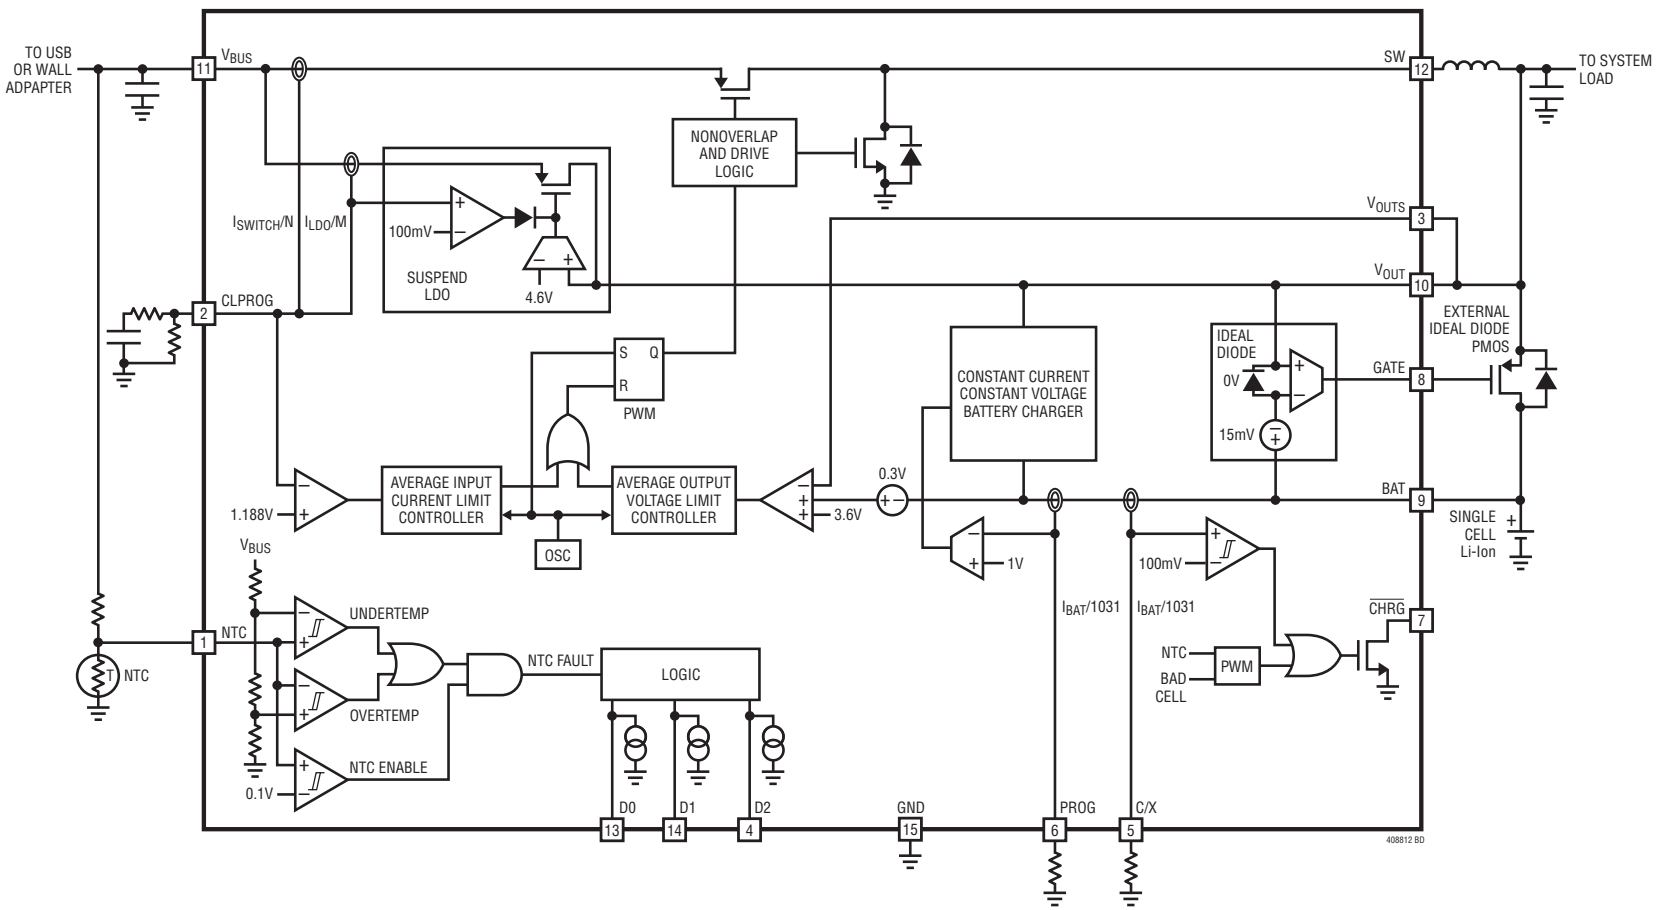 TO USB
OR WALL
ADPAPTER
11
VBUS
SW
12
TO SYSTEM
LOAD
NONOVERLAP
AND DRIVE
LOGIC
ISWITCH/N
ILDO/M
+
100mV
−
SUSPEND
LDO
− +
4.6V
VOUTS
3
VOUT
10
2
CLPROG
S Q
R
PWM
CONSTANT CURRENT
CONSTANT VOLTAGE
BATTERY CHARGER
IDEAL
DIODE
0V
+
−
15mV
−
+
GATE
8
EXTERNAL
IDEAL DIODE
PMOS
−
1.188V
+
AVERAGE INPUT
CURRENT LIMIT
CONTROLLER
AVERAGE OUTPUT
VOLTAGE LIMIT
CONTROLLER
OSC
−
+
+
3.6V
0.3V
+ −
BAT
9
SINGLE
CELL
Li-Ion
+
−
+
1V
100mV
+
−
IBAT/1031
IBAT/1031
CHRG
7
NTC
BAD
CELL
PWM
VBUS
1
NTC
T
NTC
−
+
UNDERTEMP
−
+
OVERTEMP
+
−
0.1V
NTC ENABLE
NTC FAULT
LOGIC
D0
13
D1
14
D2
4
GND
15
PROG
6
C/X
5
408812 BD